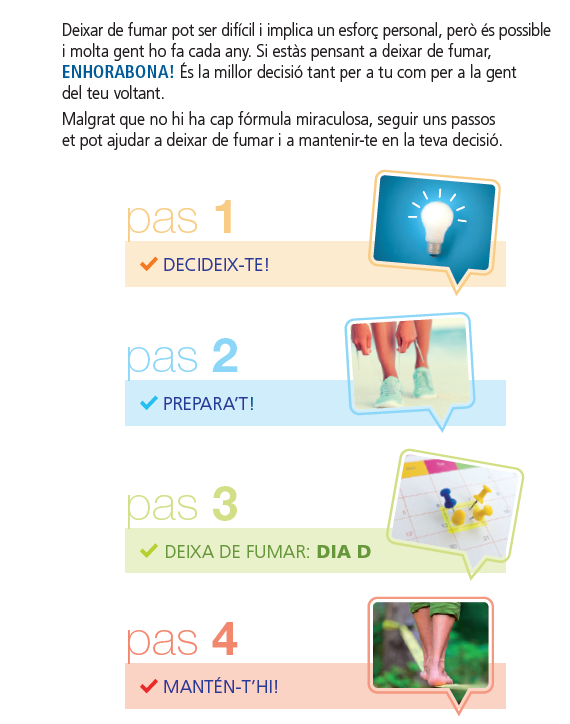 Deixar de fumar pot ser difícil i implica un esforç personal, però és possible
i molta gent ho fa cada any. Si estàs pensant a deixar de fumar,
ENHORABONA! És la millor decisió tant per a tu com per a la gent
del teu voltant.
Malgrat que no hi ha cap fórmula miraculosa, seguir uns passos
et pot ajudar a deixar de fumar i a mantenir-te en la teva decisió.
pas 1
DECIDEIX-TE!
pas 2
PREPARA'T!
pas 3
DEIXA DE FUMAR: DIA D
pas 4
MANTÉN-T'HI!